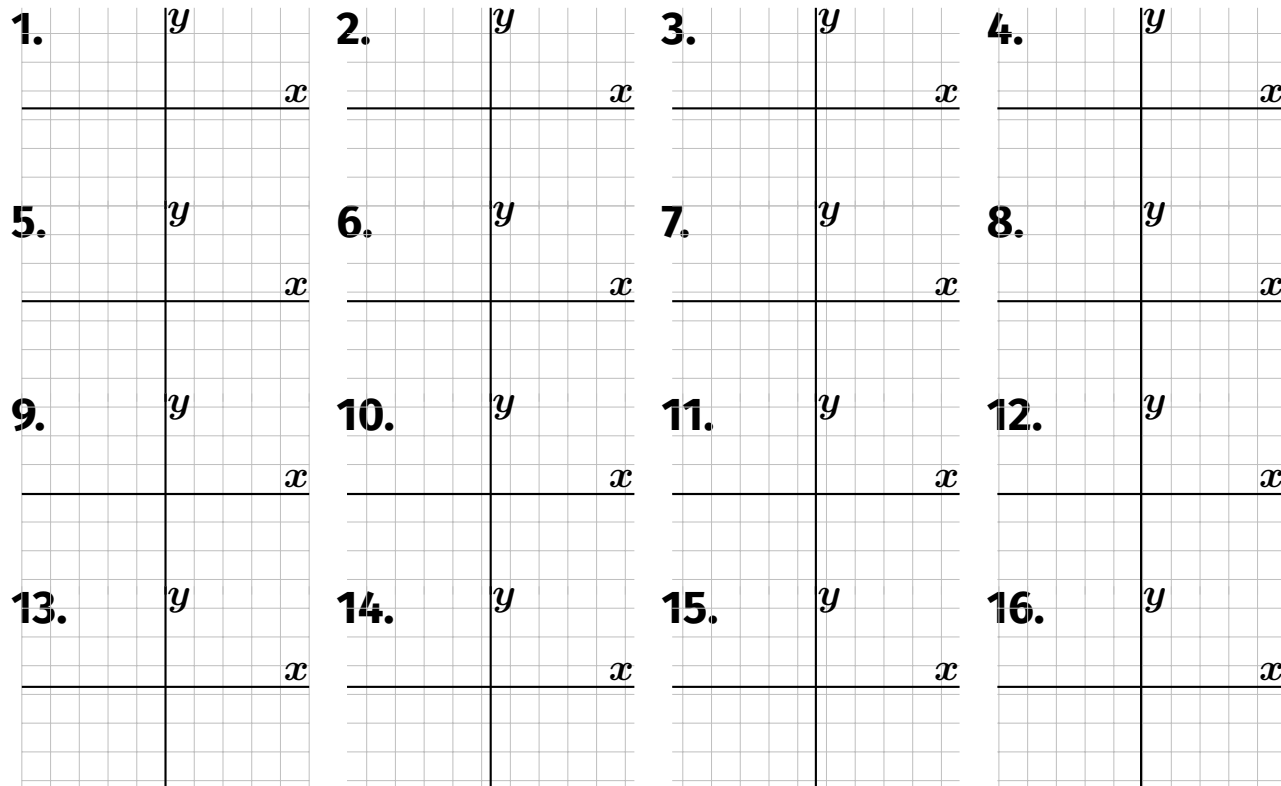 1. y 2. y 3. y 4. y
x x x x
5. y 6. y 7. y 8. y
x x x x
9. y 10. y 11. y 12. y
x x x x
13. y 14. y 15. y 16. y
x x x x